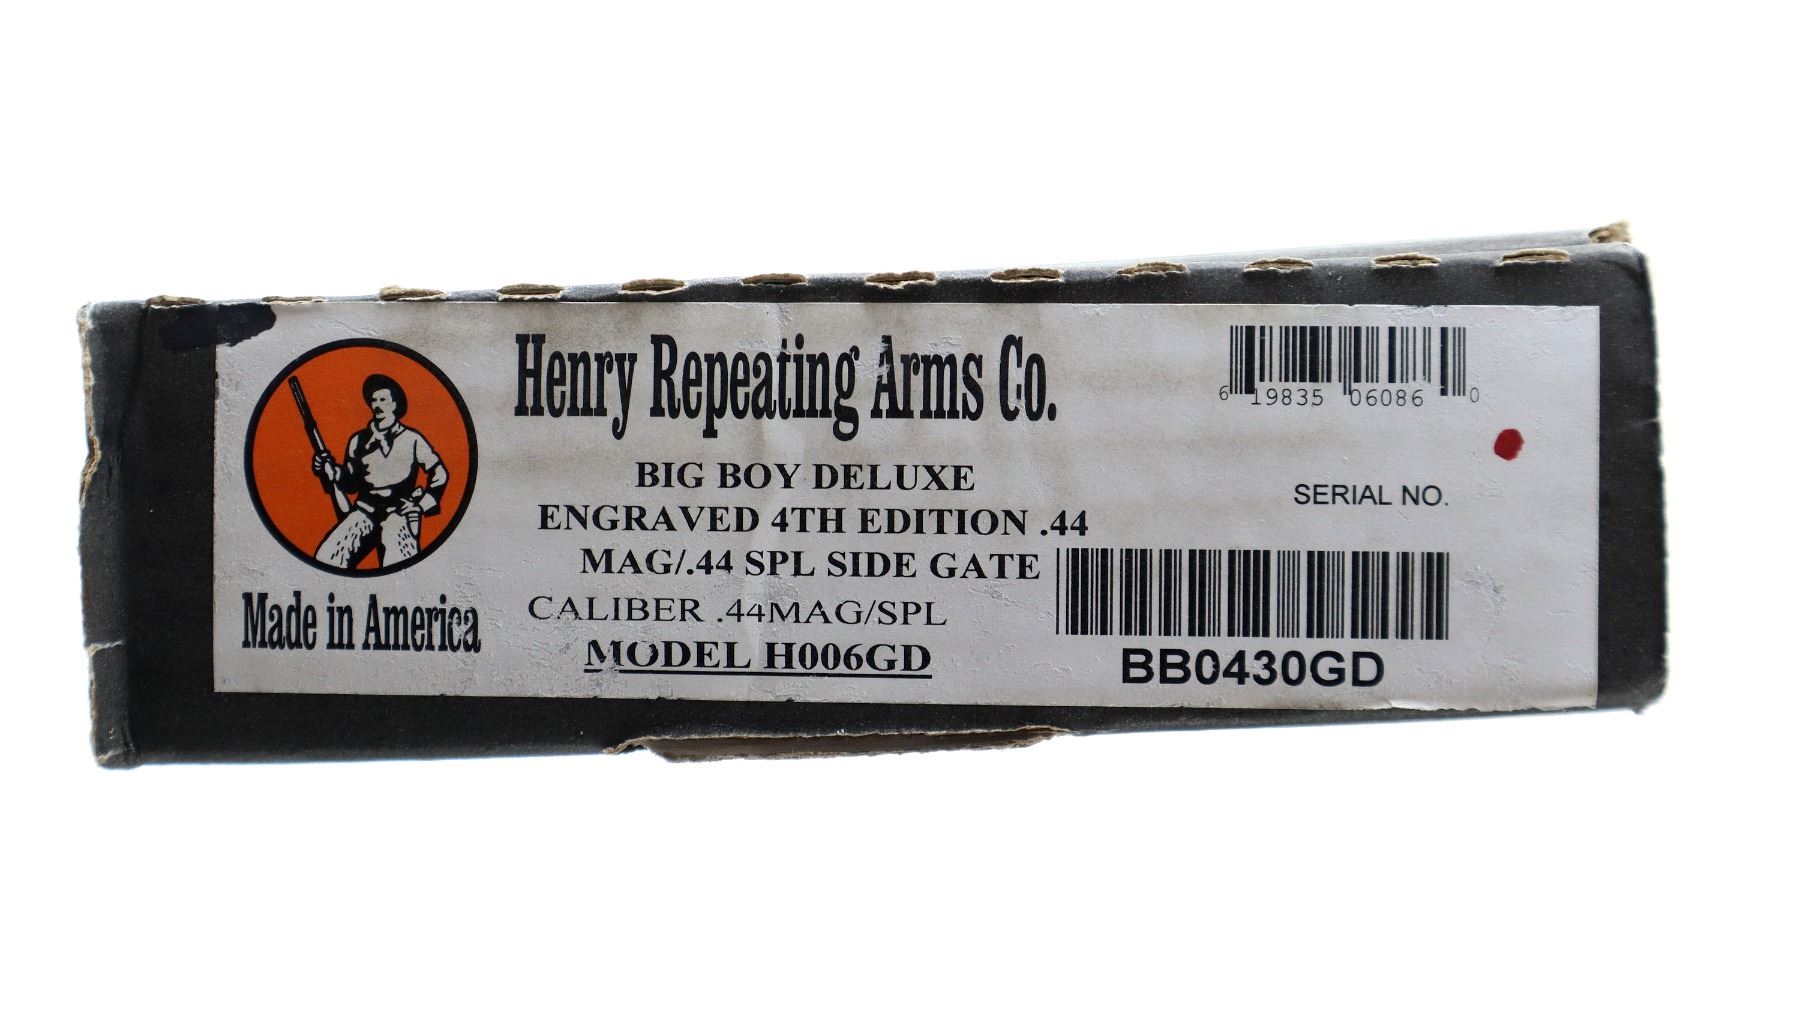 Henry Repeating Arms Co.
BIG BOY DELUXE
ENGRAVED 4TH EDITION .44
MAG/.44 SPL SIDE GATE
CALIBER .44MAG/SPL
MODEL H006GD
Made in America
6 19835 06086 0
SERIAL NO.
BB0430GD